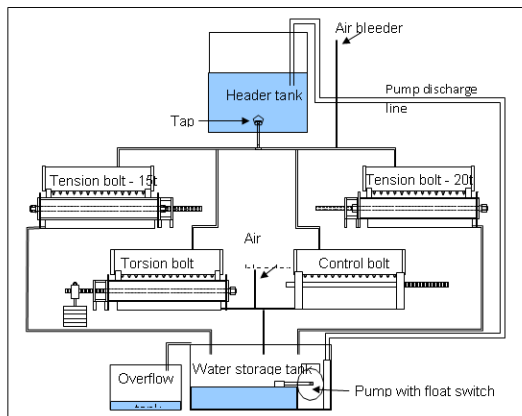 Air bleeder
Header tank
Pump discharge
line
Tap
Tension bolt - 15t
Tension bolt - 20t
Air
Torsion bolt
Control bolt
Water storage tank
Overflow
Pump with float switch